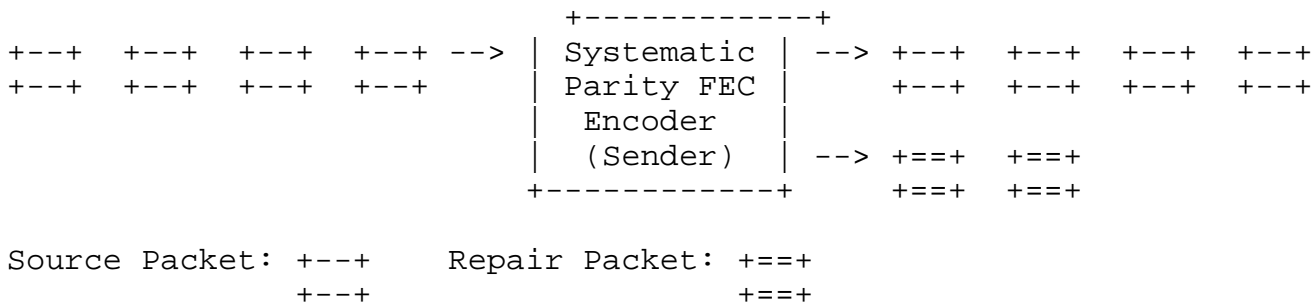 +------------+
+--+  +--+  +--+  +--+ --> | Systematic | --> +--+  +--+  +--+  +--+
+--+  +--+  +--+  +--+     | Parity FEC |     +--+  +--+  +--+  +--+
                           |  Encoder   |
                           |  (Sender)  | --> +==+  +==+
                           +------------+     +==+  +==+

Source Packet: +--+    Repair Packet: +==+
               +--+                   +==+